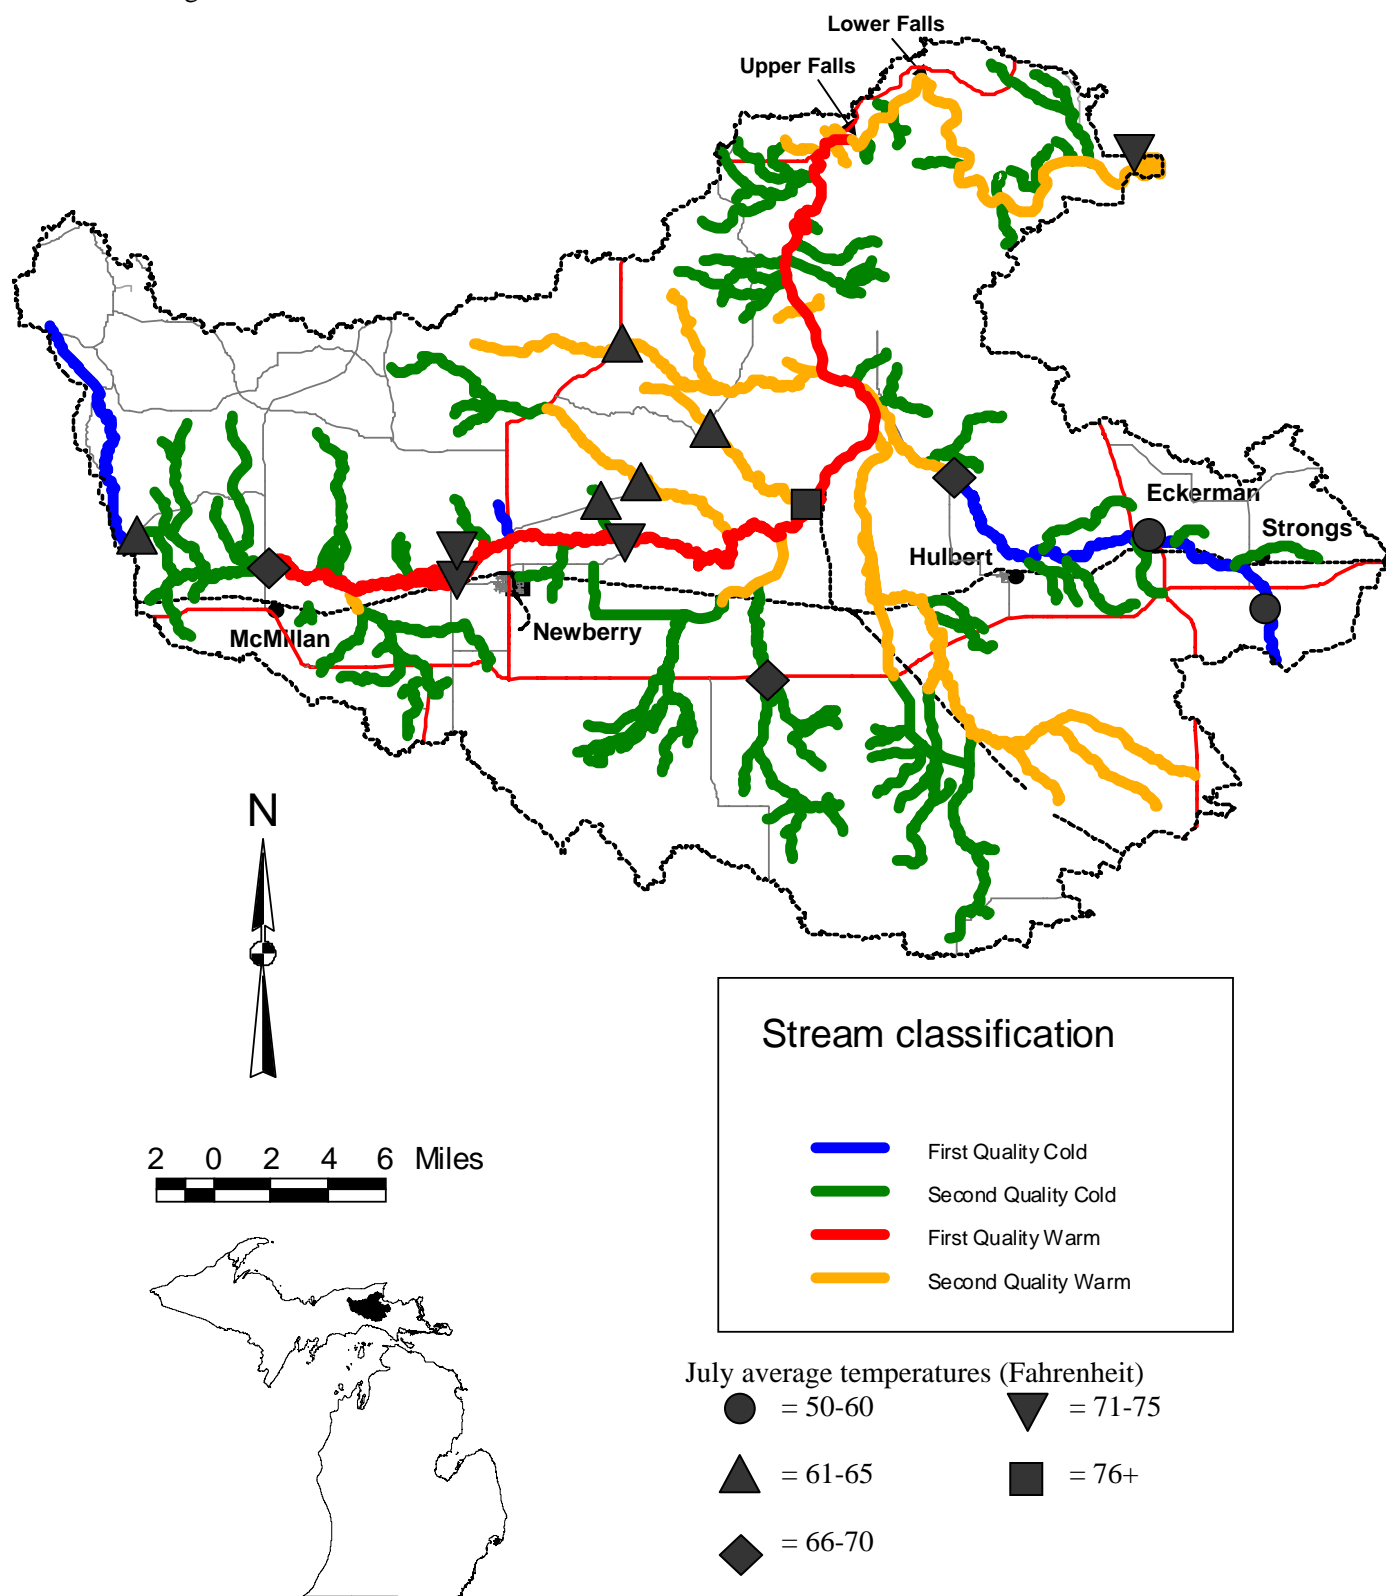 Lower Falls
Upper Falls
Eckerman
Strongs
Hulbert
McMillan
Newberry
N
Stream classification
First Quality Cold
Second Quality Cold
First Quality Warm
Second Quality Warm
2 0 2 4 6 Miles
July average temperatures (Fahrenheit)
= 50-60
= 71-75
= 61-65
= 76+
= 66-70